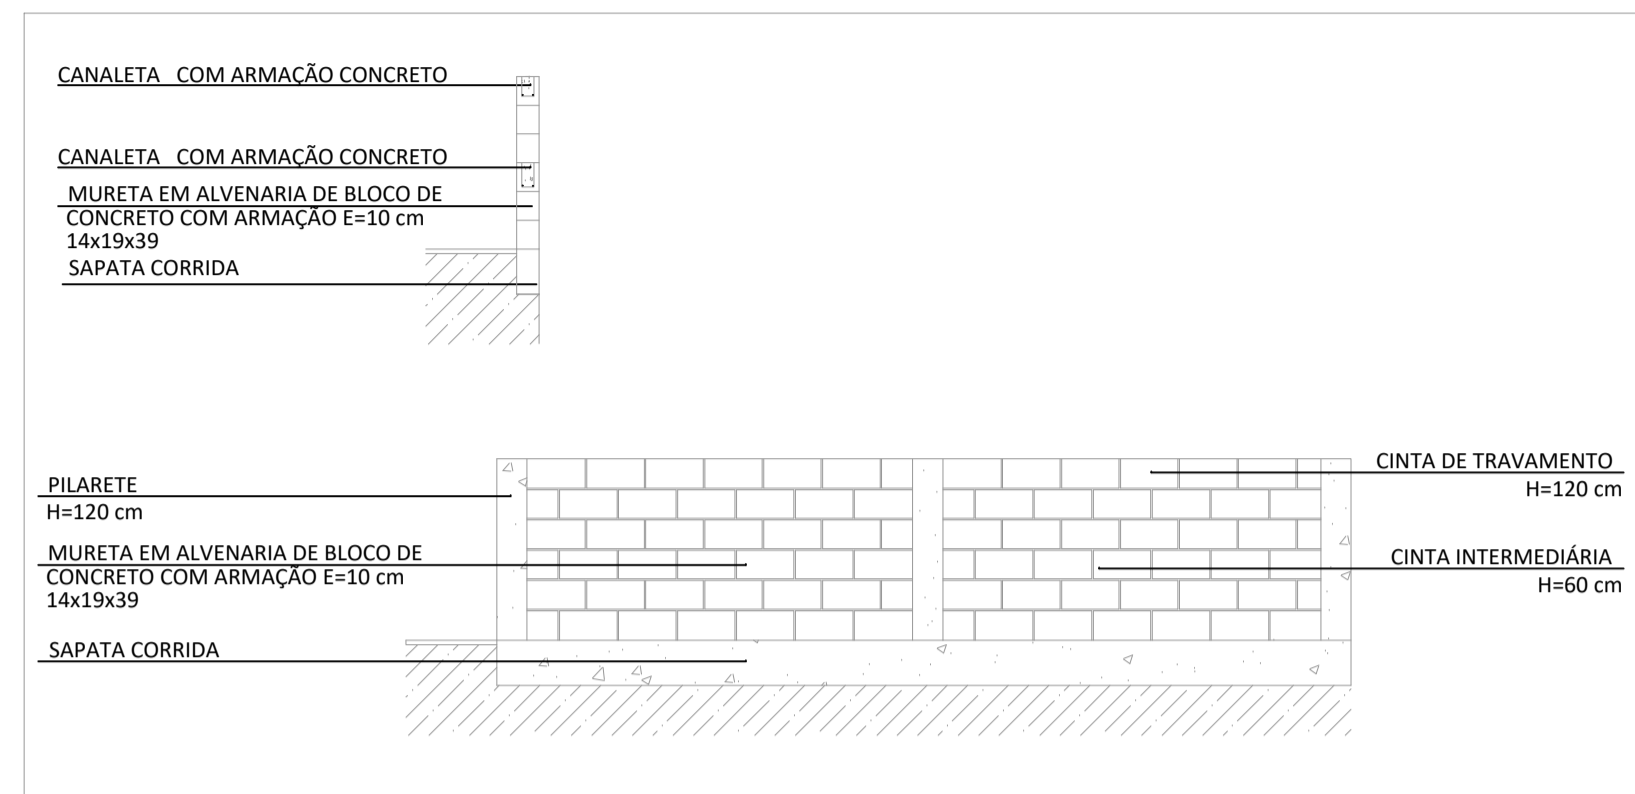 CANALETA   COM ARMAÇÃO CONCRETO
CANALETA   COM ARMAÇÃO CONCRETO
MURETA EM ALVENARIA DE BLOCO DE
CONCRETO COM ARMAÇÃO E=10 cm
14x19x39
SAPATA CORRIDA
PILARETE
H=120 cm
MURETA EM ALVENARIA DE BLOCO DE
CONCRETO COM ARMAÇÃO E=10 cm
14x19x39
SAPATA CORRIDA
CINTA DE TRAVAMENTO
H=120 cm
CINTA INTERMEDIÁRIA
H=60 cm